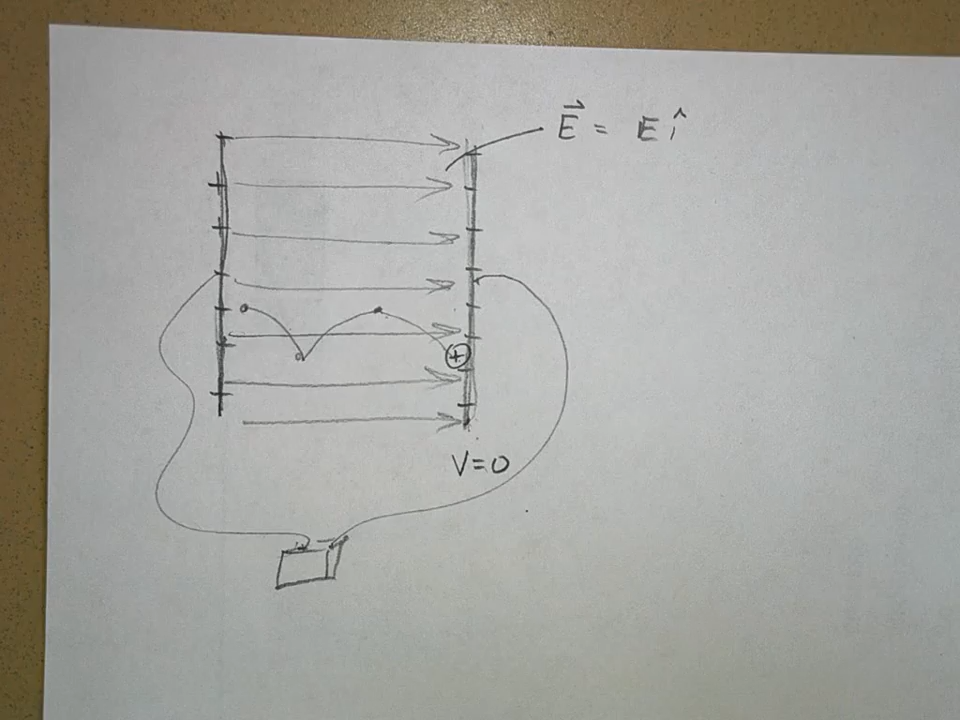 E⃗ = E î
+
V=0